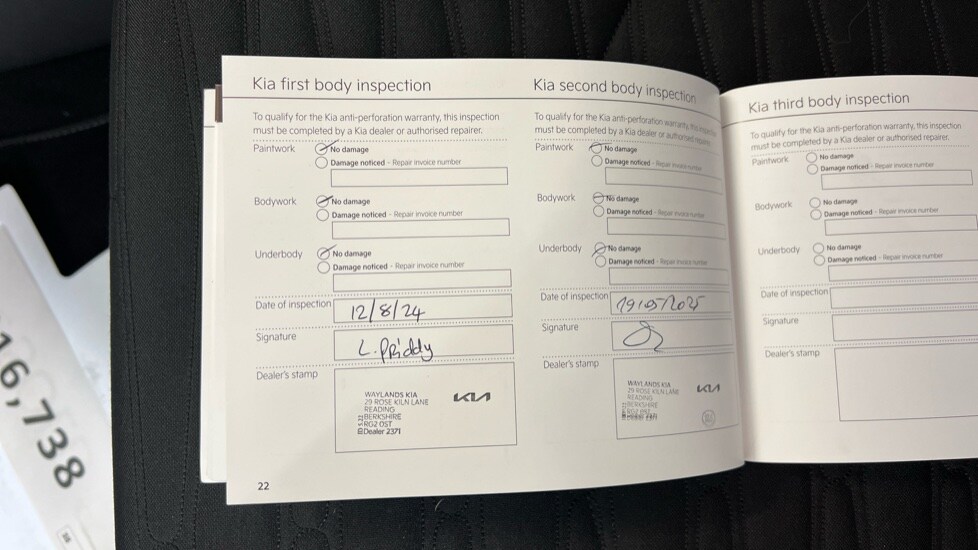 Kia first body inspection
To qualify for the Kia anti-perforation warranty, this inspection
must be completed by a Kia dealer or authorised repairer.
Paintwork
No damage
Damage noticed - Repair invoice number
Bodywork
No damage
Damage noticed - Repair invoice number
Underbody
No damage
Damage noticed - Repair invoice number
Date of inspection
12/8/24
Signature
L. Priddy
Dealer's stamp
WAYLANDS KIA
29 ROSE KILN LANE
READING
BERKSHIRE
RG2 0ST
Dealer 2371
KIA
22
Kia second body inspection
To qualify for the Kia anti-perforation warranty, this inspection
must be completed by a Kia dealer or authorised repairer.
Paintwork
No damage
Damage noticed - Repair invoice number
Bodywork
No damage
Damage noticed - Repair invoice number
Underbody
No damage
Damage noticed - Repair invoice number
Date of inspection
19/05/2025
Signature
Dealer's stamp
WAYLANDS KIA
29 ROSE KILN LANE
READING
BERKSHIRE
RG2 0ST
Dealer 2371
KIA
Kia third body inspection
To qualify for the Kia anti-perforation warranty, this inspection
must be completed by a Kia dealer or authorised repairer.
Paintwork
No damage
Damage noticed - Repair invoice number
Bodywork
No damage
Damage noticed - Repair invoice number
Underbody
No damage
Damage noticed - Repair invoice number
Date of inspection
Signature
Dealer's stamp
16,738